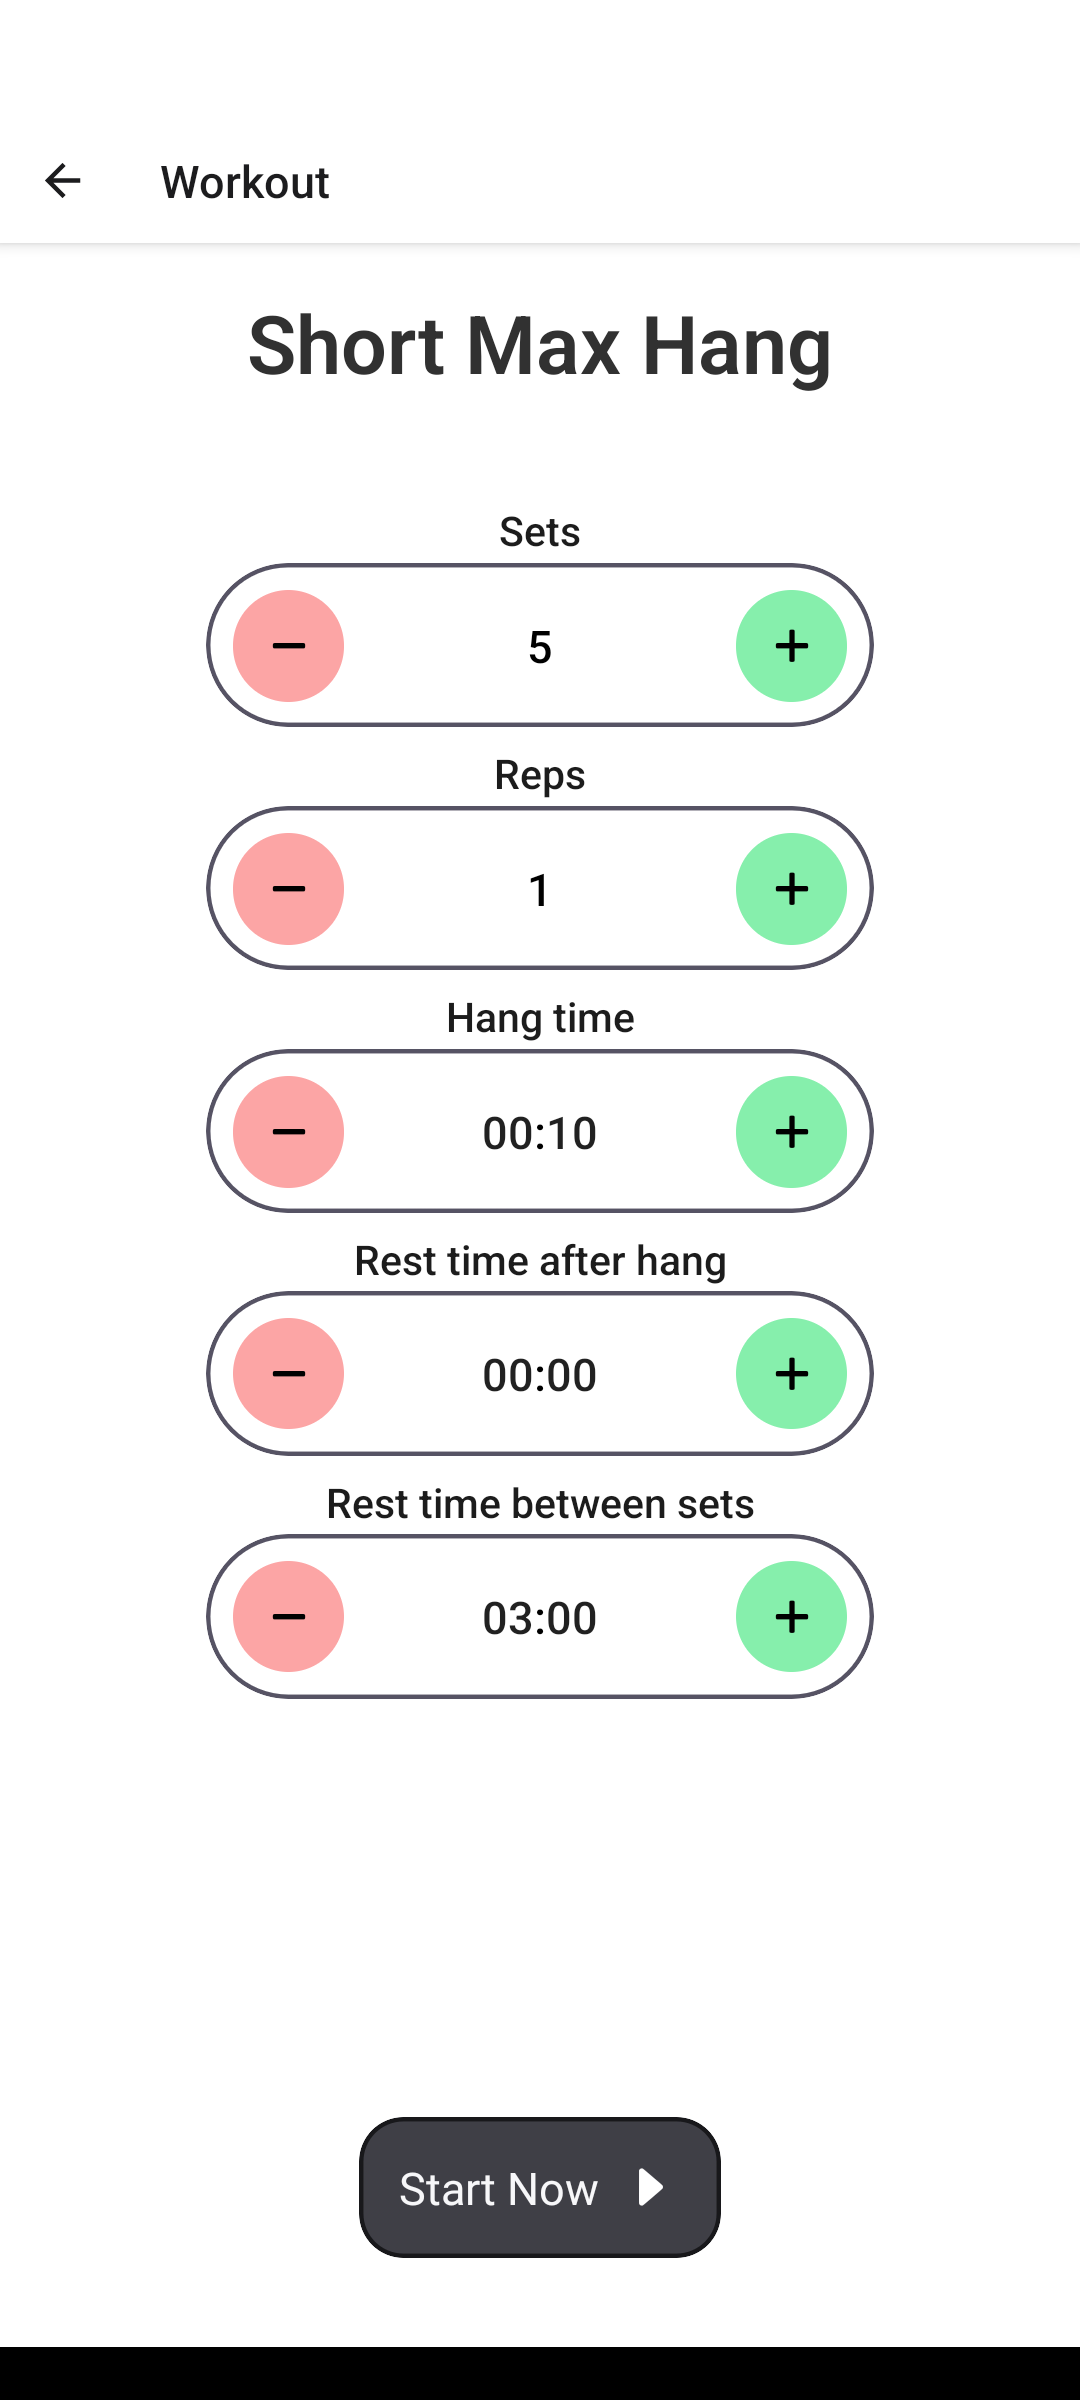 Workout
Short Max Hang
Sets
5
Reps
1
Hang time
00:10
Rest time after hang
00:00
Rest time between sets
03:00
Start Now